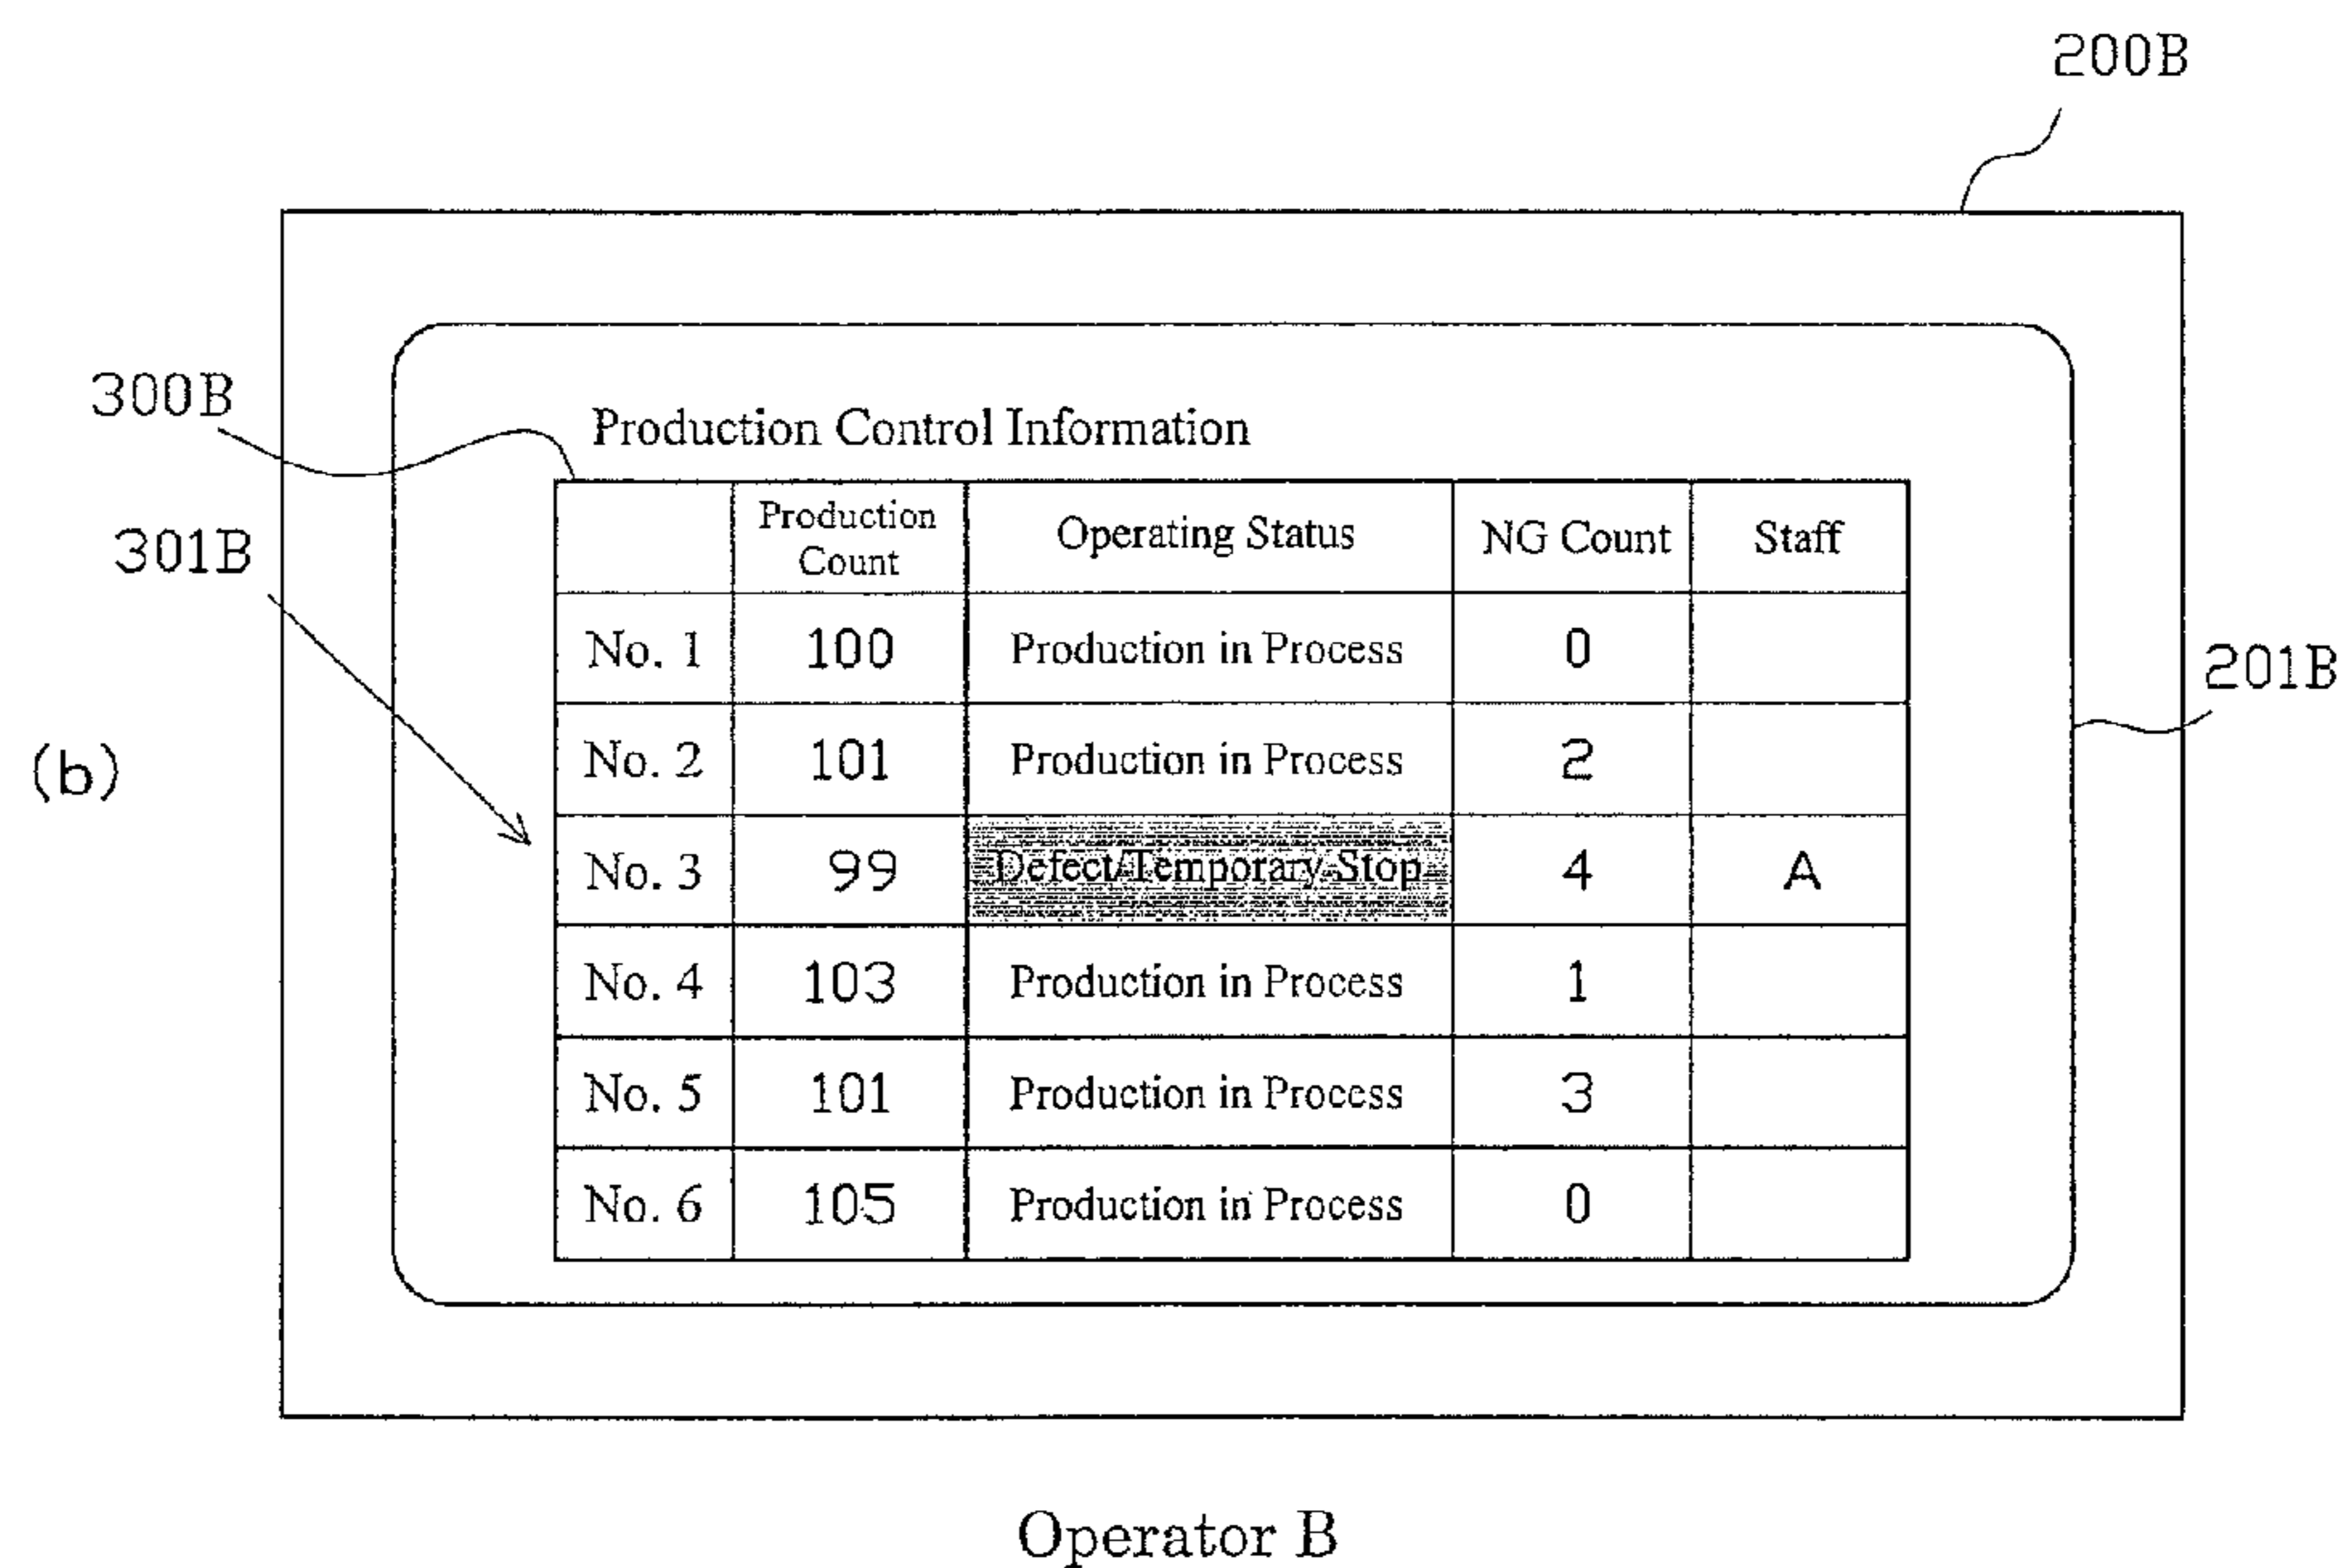 200B
300B
Production Control Information
301B
Production Count Operating Status NG Count Staff
No. 1 100 Production in Process 0
201B
No. 2 101 Production in Process 2
(b)
No. 3 99 Defect/Temporary Stop 4 A
No. 4 103 Production in Process 1
No. 5 101 Production in Process 3
No. 6 105 Production in Process 0
Operator B